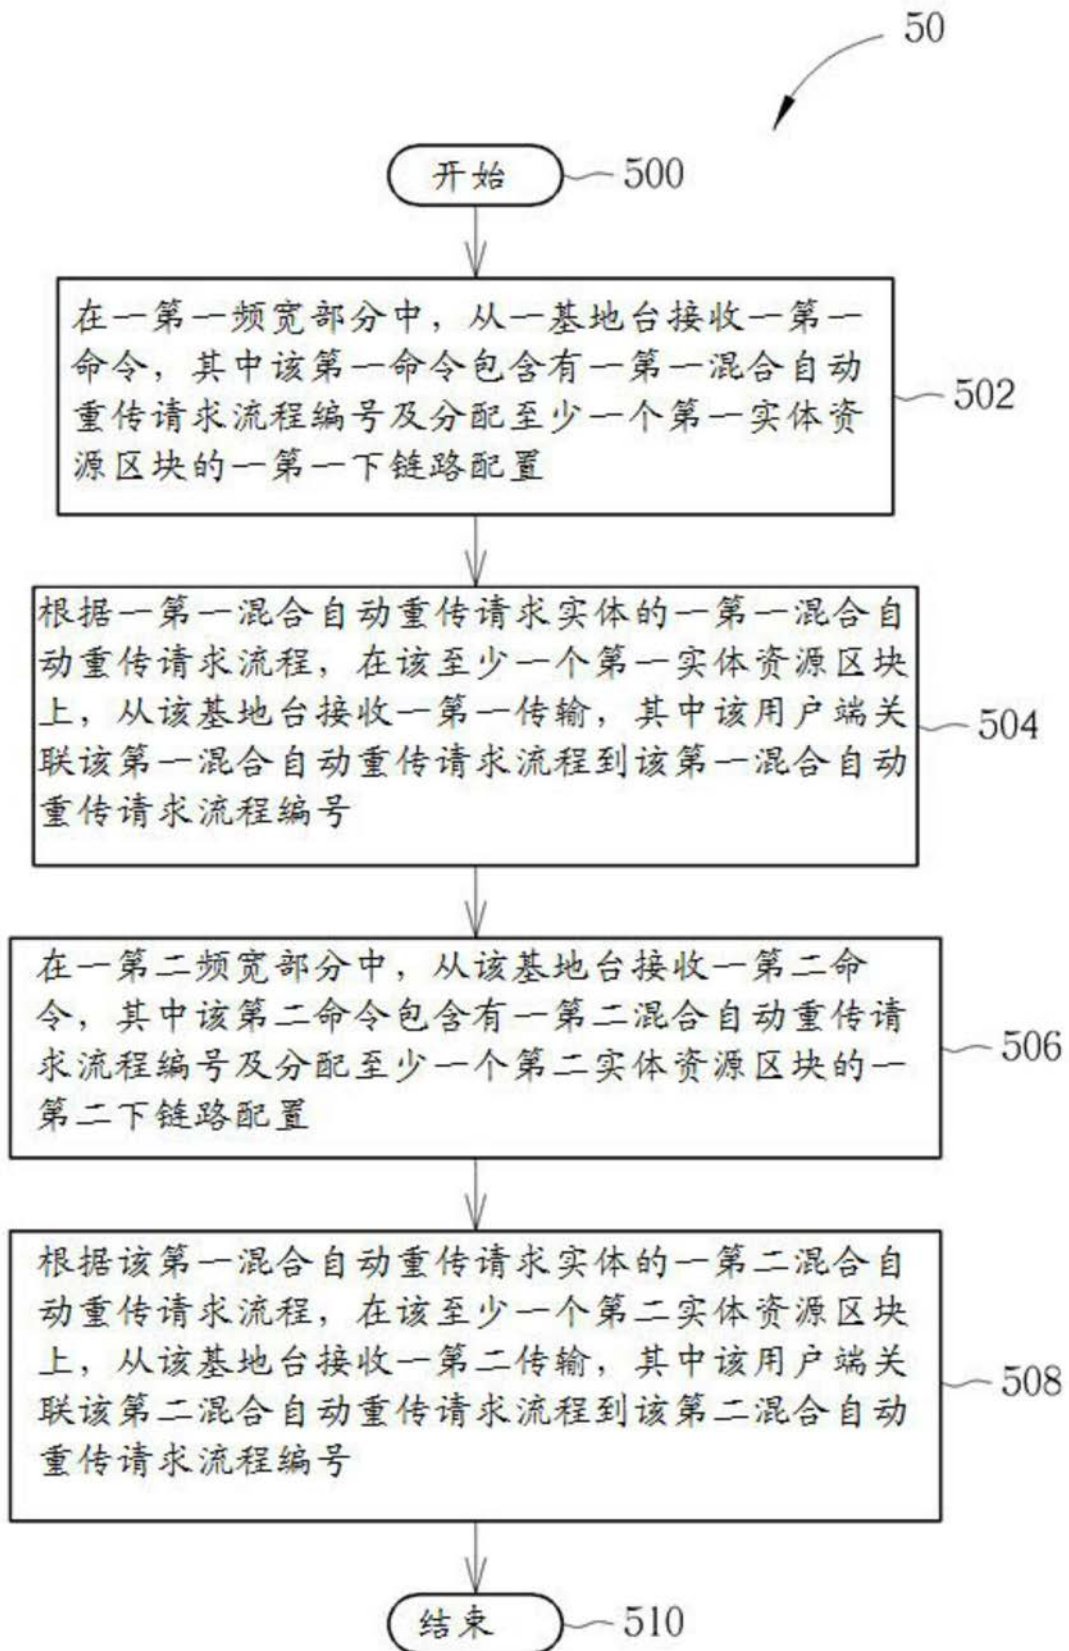 50
开始
500
在一第一频宽部分中，从一基地台接收一第一
命令，其中该第一命令包含有一第一混合自动
重传请求流程编号及分配至少一个第一实体资
源区块的一第一下链路配置
502
根据一第一混合自动重传请求实体的一第一混合自
动重传请求流程，在该至少一个第一实体资源区块
上，从该基地台接收一第一传输，其中该用户端关
联该第一混合自动重传请求流程到该第一混合自动
重传请求流程编号
504
在一第二频宽部分中，从该基地台接收一第二命
令，其中该第二命令包含有一第二混合自动重传请
求流程编号及分配至少一个第二实体资源区块的一
第二下链路配置
506
根据该第一混合自动重传请求实体的一第二混合自
动重传请求流程，在该至少一个第二实体资源区块
上，从该基地台接收一第二传输，其中该用户端关
联该第二混合自动重传请求流程到该第二混合自动
重传请求流程编号
508
结束
510